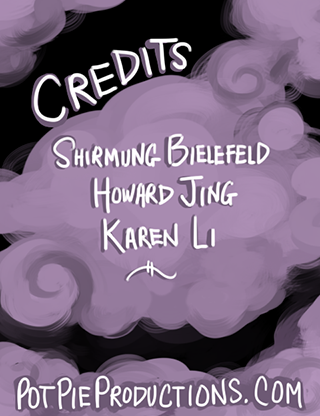 CREDITS
SHIRMUNG BIELEFELD
HOWARD JING
KAREN LI
POTPIEPRODUCTIONS.COM